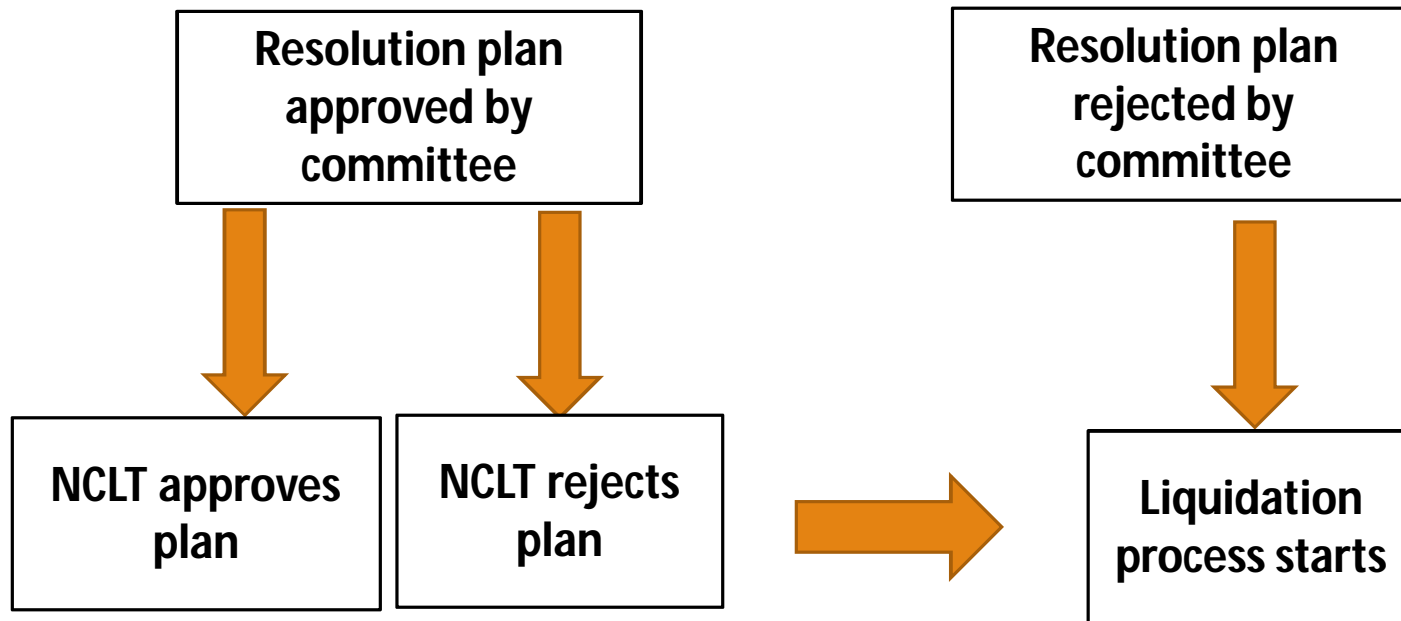 Resolution plan
approved by
committee
Resolution plan
rejected by
committee
NCLT approves
plan
NCLT rejects
plan
Liquidation
process starts